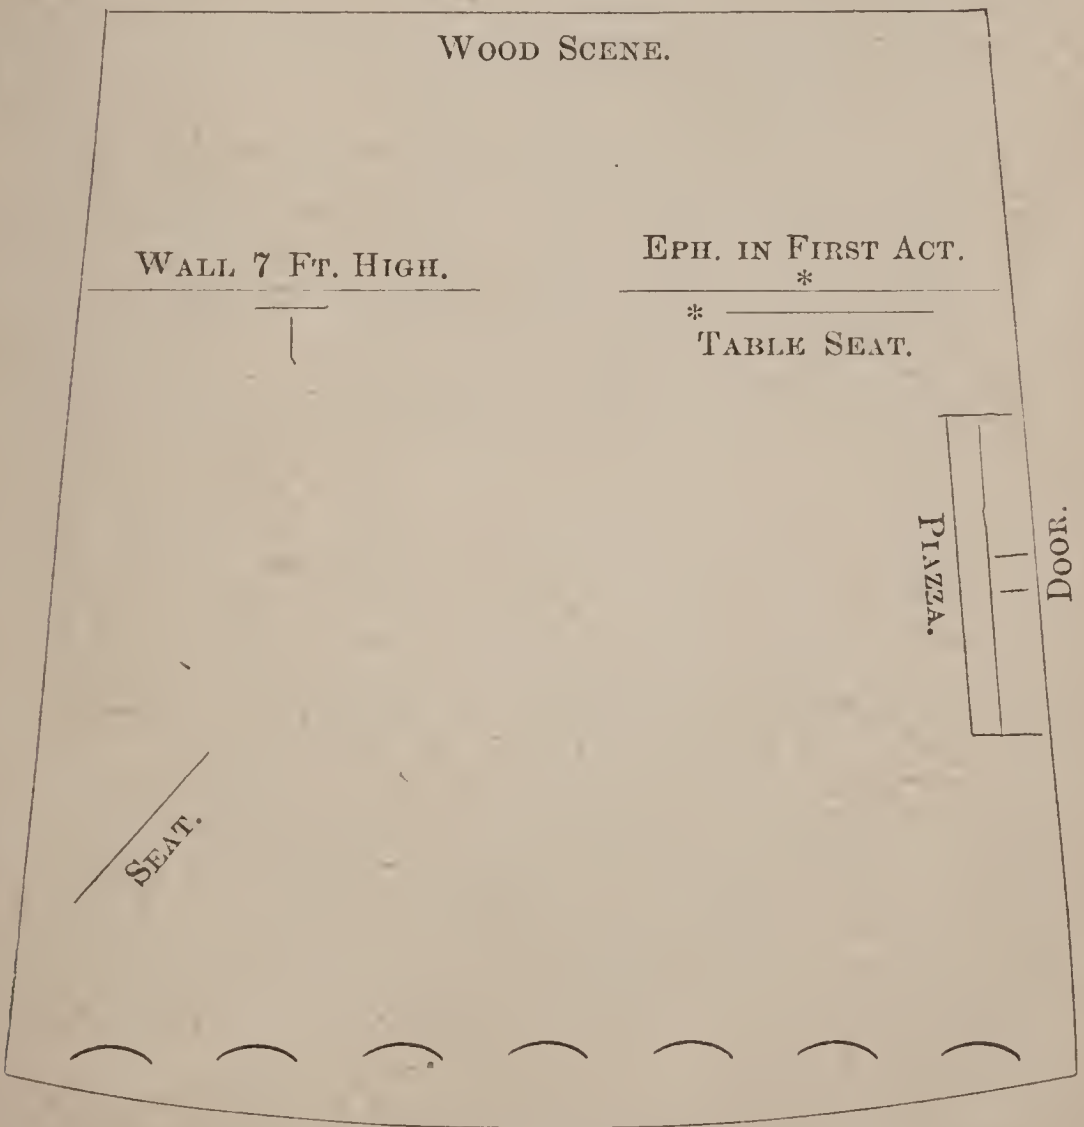 WOOD SCENE.
WALL 7 FT. HIGH.
EPH. IN FIRST ACT.
*
*
TABLE SEAT.
PIAZZA.
DOOR.
SEAT.